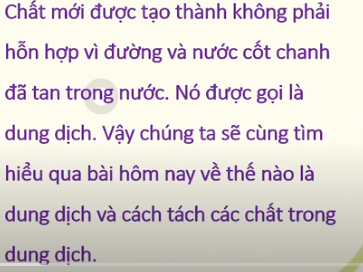 Chất mới được tạo thành không phải
hỗn hợp vì đường và nước cốt chanh
đã tan trong nước. Nó được gọi là
dung dịch. Vậy chúng ta sẽ cùng tìm
hiểu qua bài hôm nay về thế nào là
dung dịch và cách tách các chất trong
dung dịch.